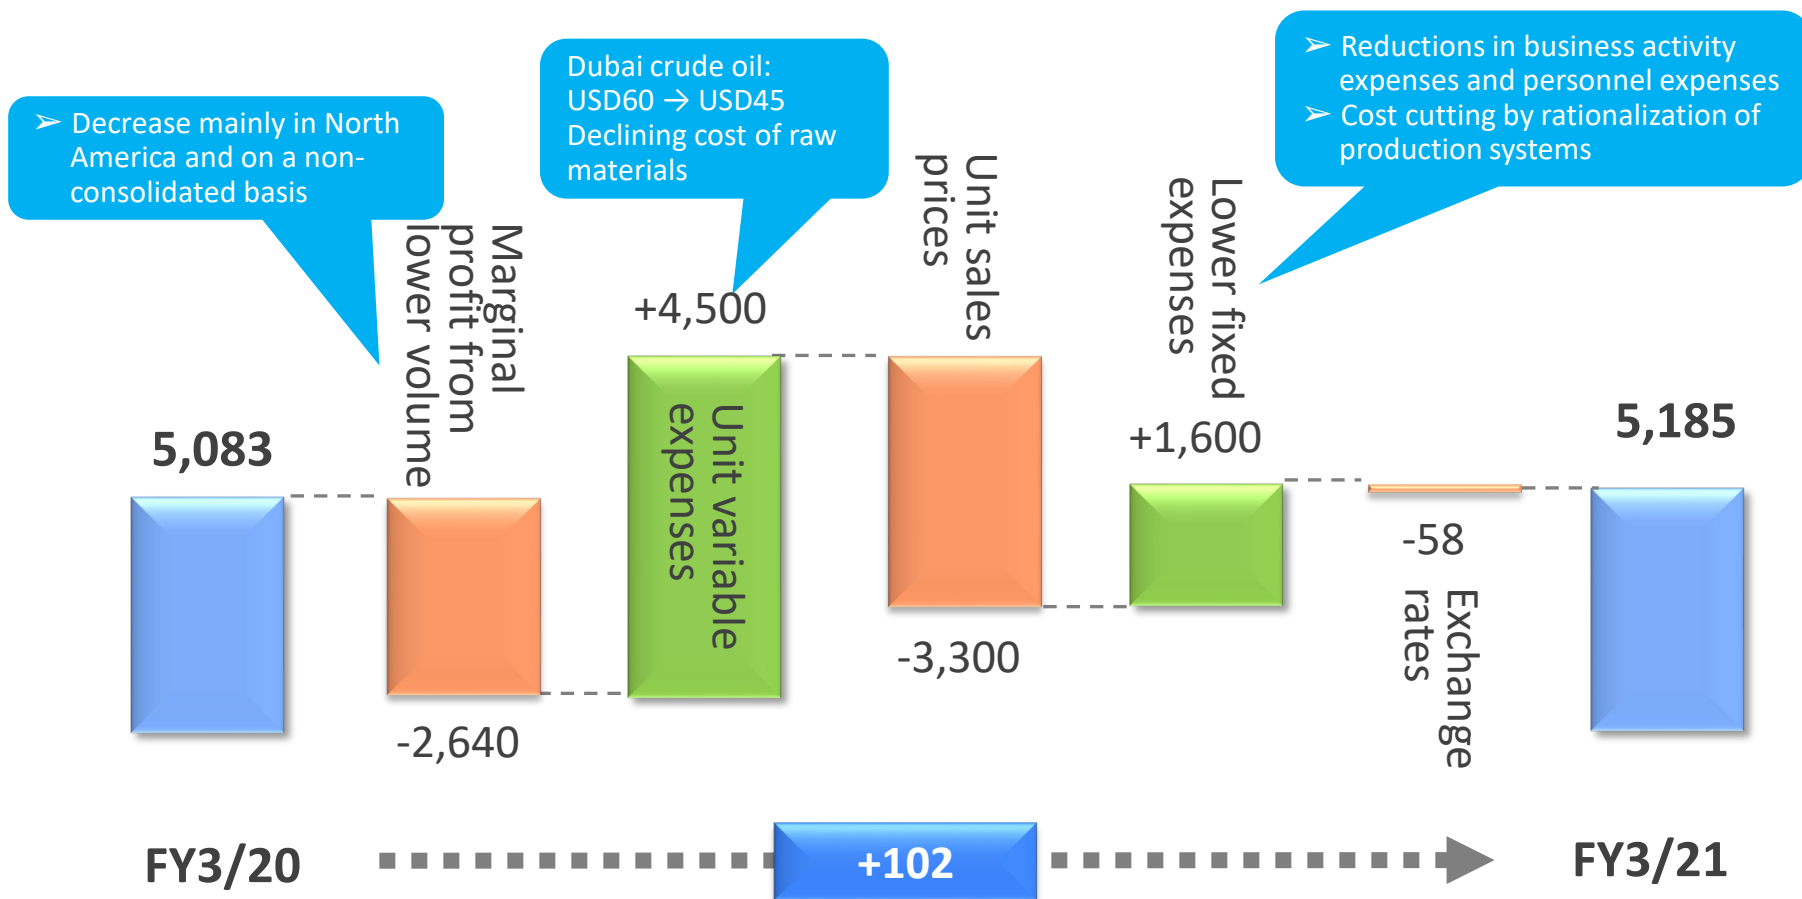 ➢ Decrease mainly in North
America and on a non-
consolidated basis
Dubai crude oil:
USD60 → USD45
Declining cost of raw
materials
➢ Reductions in business activity
expenses and personnel expenses
➢ Cost cutting by rationalization of
production systems
5,083
Marginal
profit from
lower volume
-2,640
+4,500
Unit variable
expenses
Unit sales
prices
-3,300
Lower fixed
expenses
+1,600
-58
Exchange
rates
5,185
FY3/20
+102
FY3/21